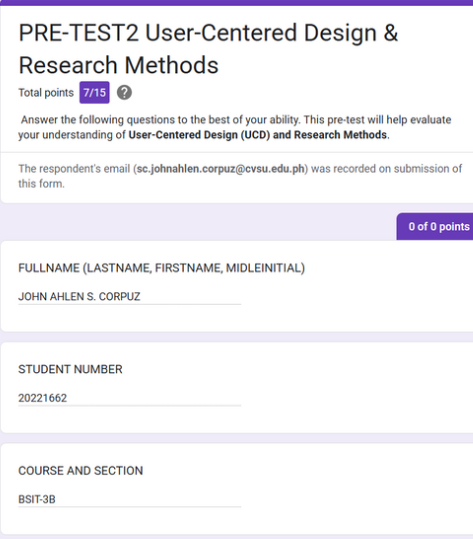 PRE-TEST2 User-Centered Design &
Research Methods
Total points 7/15 ?
Answer the following questions to the best of your ability. This pre-test will help evaluate
your understanding of User-Centered Design (UCD) and Research Methods.
The respondent's email (sc.johnahlen.corpuz@cvsu.edu.ph) was recorded on submission of
this form.
0 of 0 points
FULLNAME (LASTNAME, FIRSTNAME, MIDLEINITIAL)
JOHN AHLEN S. CORPUZ
STUDENT NUMBER
20221662
COURSE AND SECTION
BSIT-3B